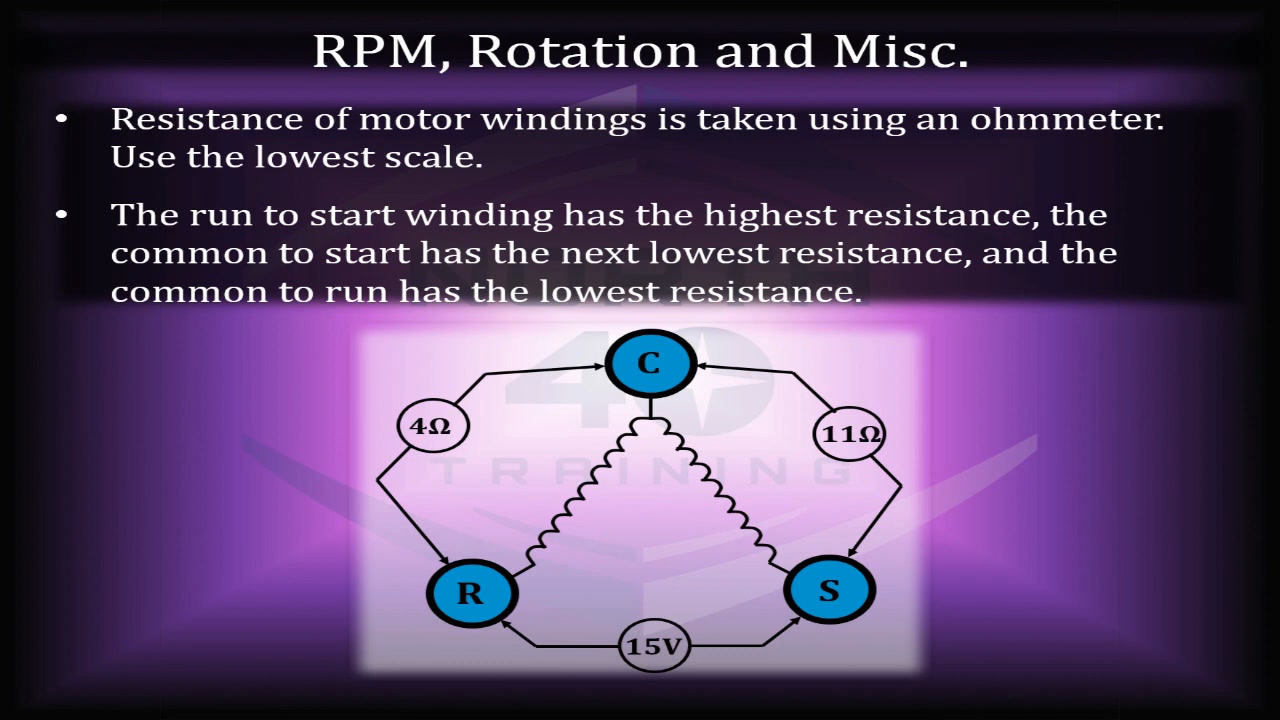 RPM, Rotation and Misc.
• Resistance of motor windings is taken using an ohmmeter.
Use the lowest scale.
• The run to start winding has the highest resistance, the
common to start has the next lowest resistance, and the
common to run has the lowest resistance.
C
4Ω
11Ω
TRAINING
R
S
15V